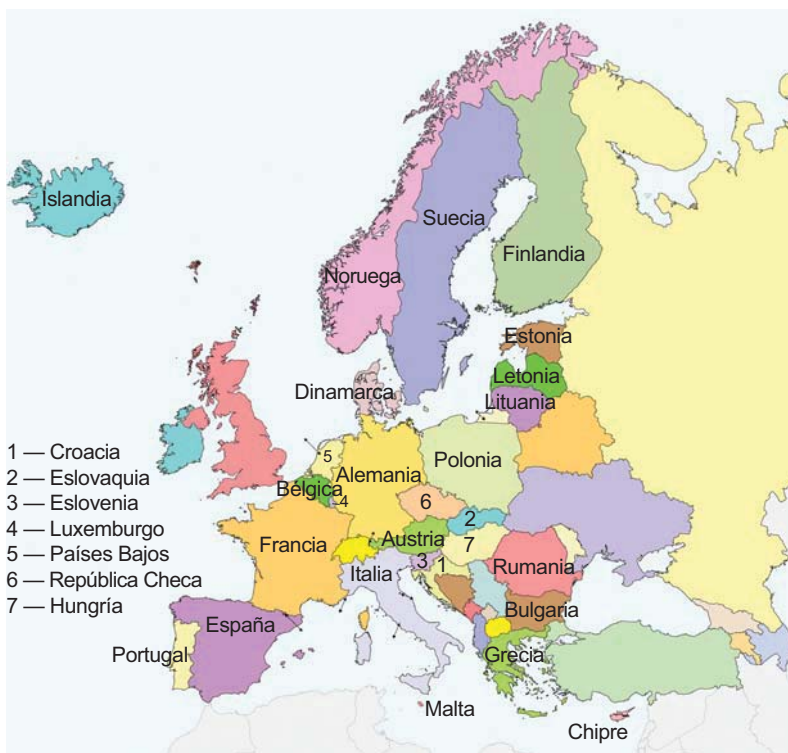 Islandia
Suecia
Noruega
Finlandia
Estonia
Letonia
Dinamarca
Lituania
5
1 — Croacia
2 — Eslovaquia
3 — Eslovenia
4 — Luxemburgo
5 — Países Bajos
6 — República Checa
7 — Hungría
Alemania
Polonia
Bélgica
4
6
2
Francia
Austria
7
3
1
Italia
Rumania
España
Bulgaria
Portugal
Grecia
Malta
Chipre